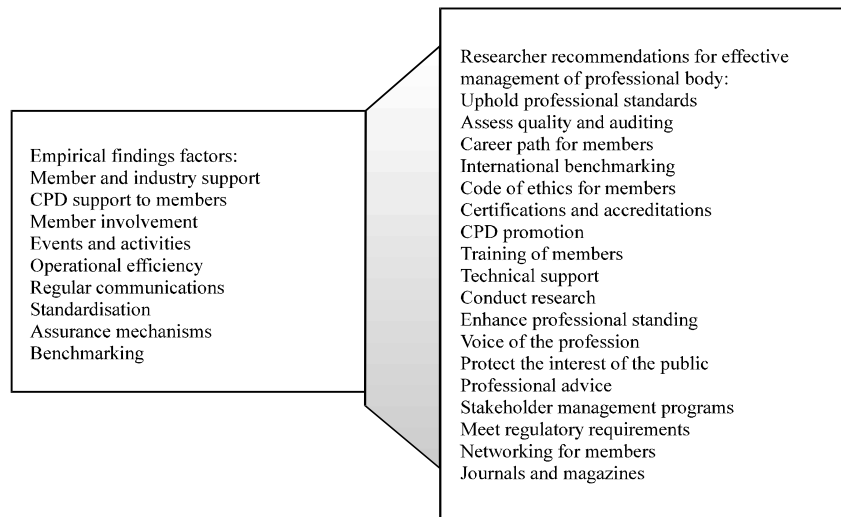 Empirical findings factors:
Member and industry support
CPD support to members
Member involvement
Events and activities
Operational efficiency
Regular communications
Standardisation
Assurance mechanisms
Benchmarking
Researcher recommendations for effective
management of professional body:
Uphold professional standards
Assess quality and auditing
Career path for members
International benchmarking
Code of ethics for members
Certifications and accreditations
CPD promotion
Training of members
Technical support
Conduct research
Enhance professional standing
Voice of the profession
Protect the interest of the public
Professional advice
Stakeholder management programs
Meet regulatory requirements
Networking for members
Journals and magazines